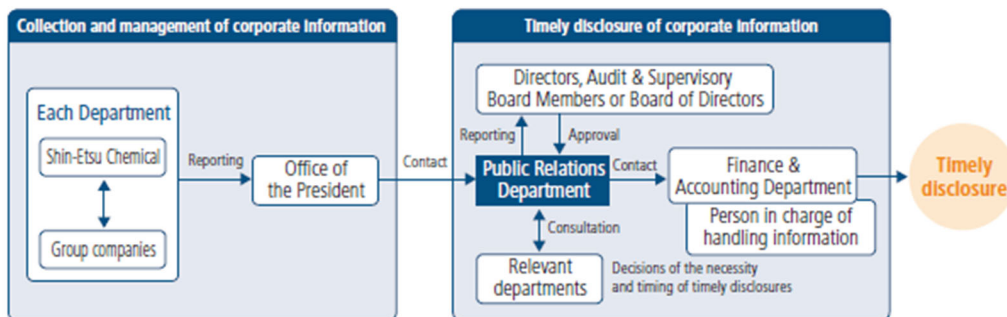 Collection and management of corporate information
Each Department
Shin-Etsu Chemical
Group companies
Reporting
Office of
the President
Contact
Timely disclosure of corporate information
Directors, Audit & Supervisory
Board Members or Board of Directors
Reporting
Approval
Public Relations
Department
Contact
Finance &
Accounting Department
Person in charge of
handling information
Consultation
Relevant
departments
Decisions of the necessity
and timing of timely disclosures
Timely
disclosure